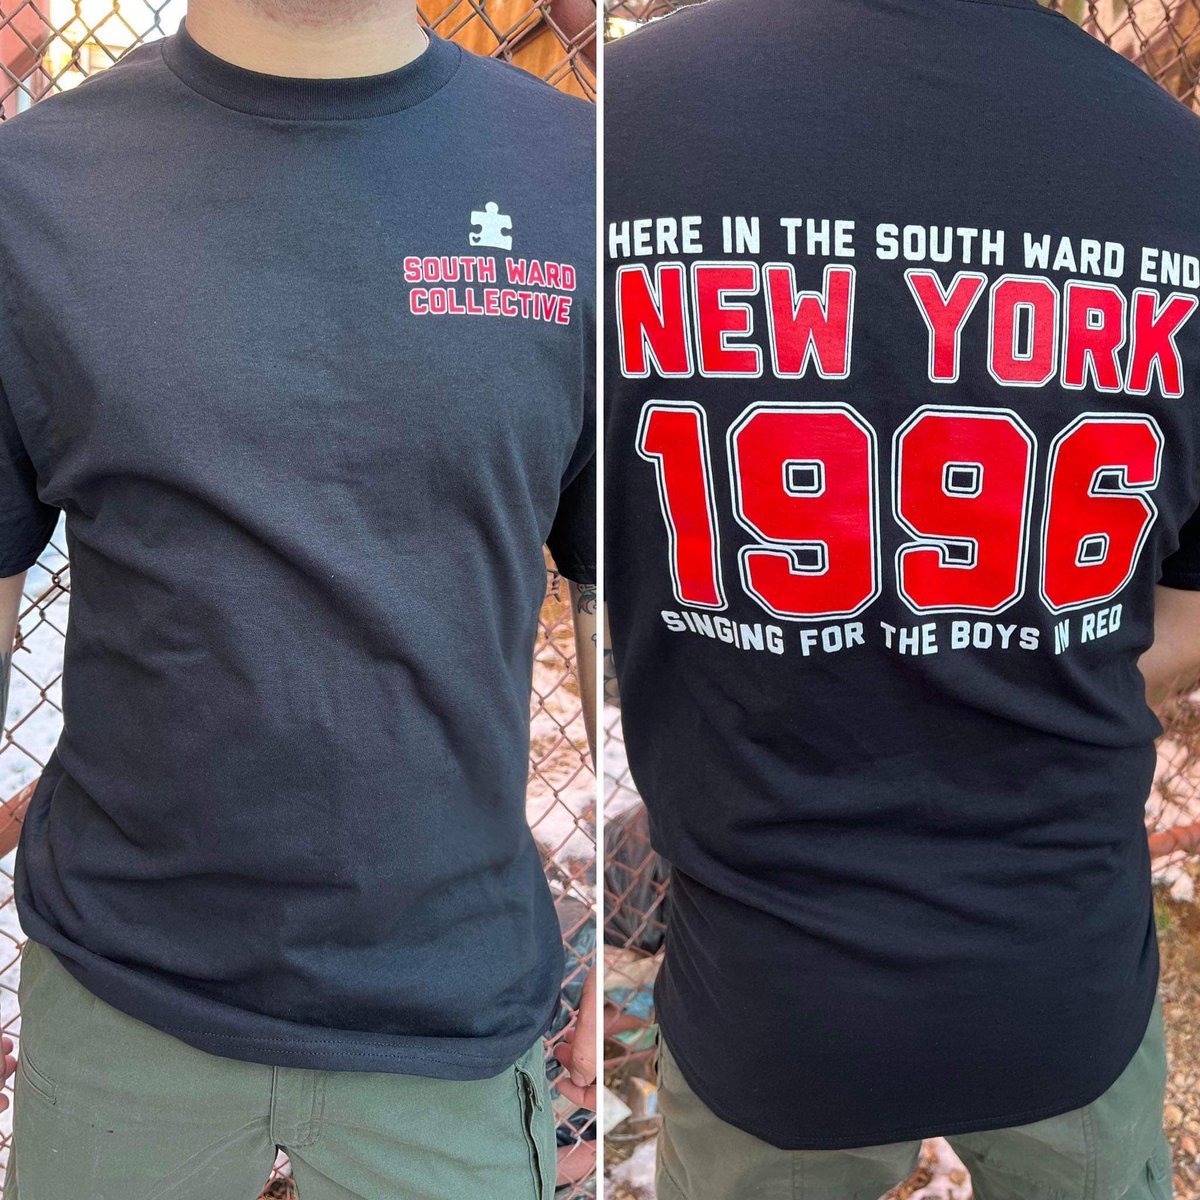 SOUTH WARD
COLLECTIVE
HERE IN THE SOUTH WARD END
NEW YORK
1996
SINGING FOR THE BOYS IN RED